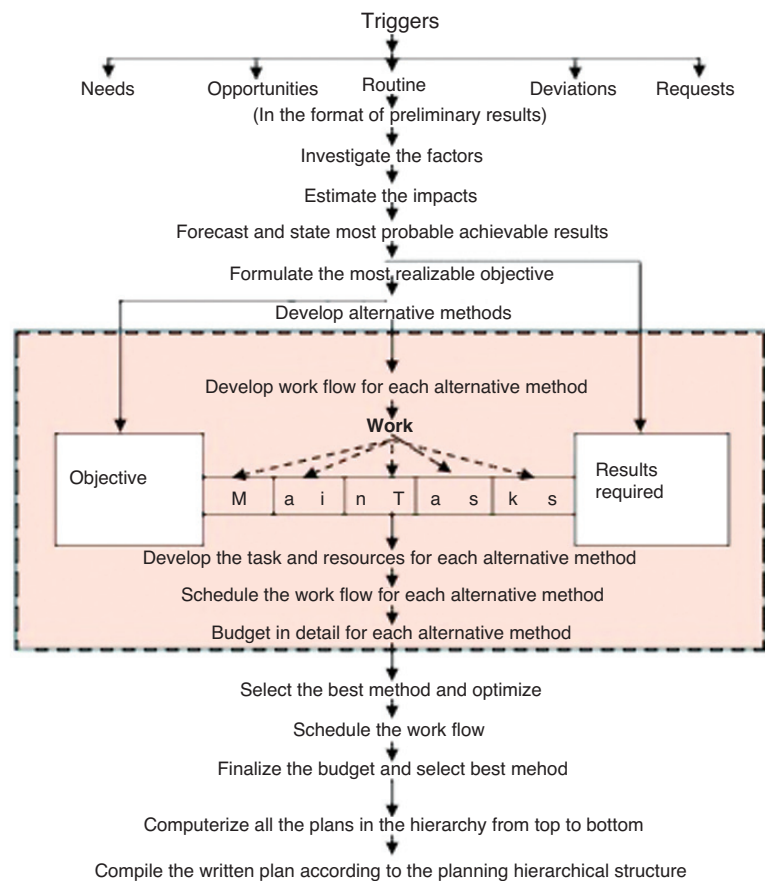 Triggers
Needs Opportunities Routine Deviations Requests
(In the format of preliminary results)
Investigate the factors
Estimate the impacts
Forecast and state most probable achievable results
Formulate the most realizable objective
Develop alternative methods
Develop work flow for each alternative method
Work
Objective
M a i n T a s k s
Results
required
Develop the task and resources for each alternative method
Schedule the work flow for each alternative method
Budget in detail for each alternative method
Select the best method and optimize
Schedule the work flow
Finalize the budget and select best mehod
Computerize all the plans in the hierarchy from top to bottom
Compile the written plan according to the planning hierarchical structure